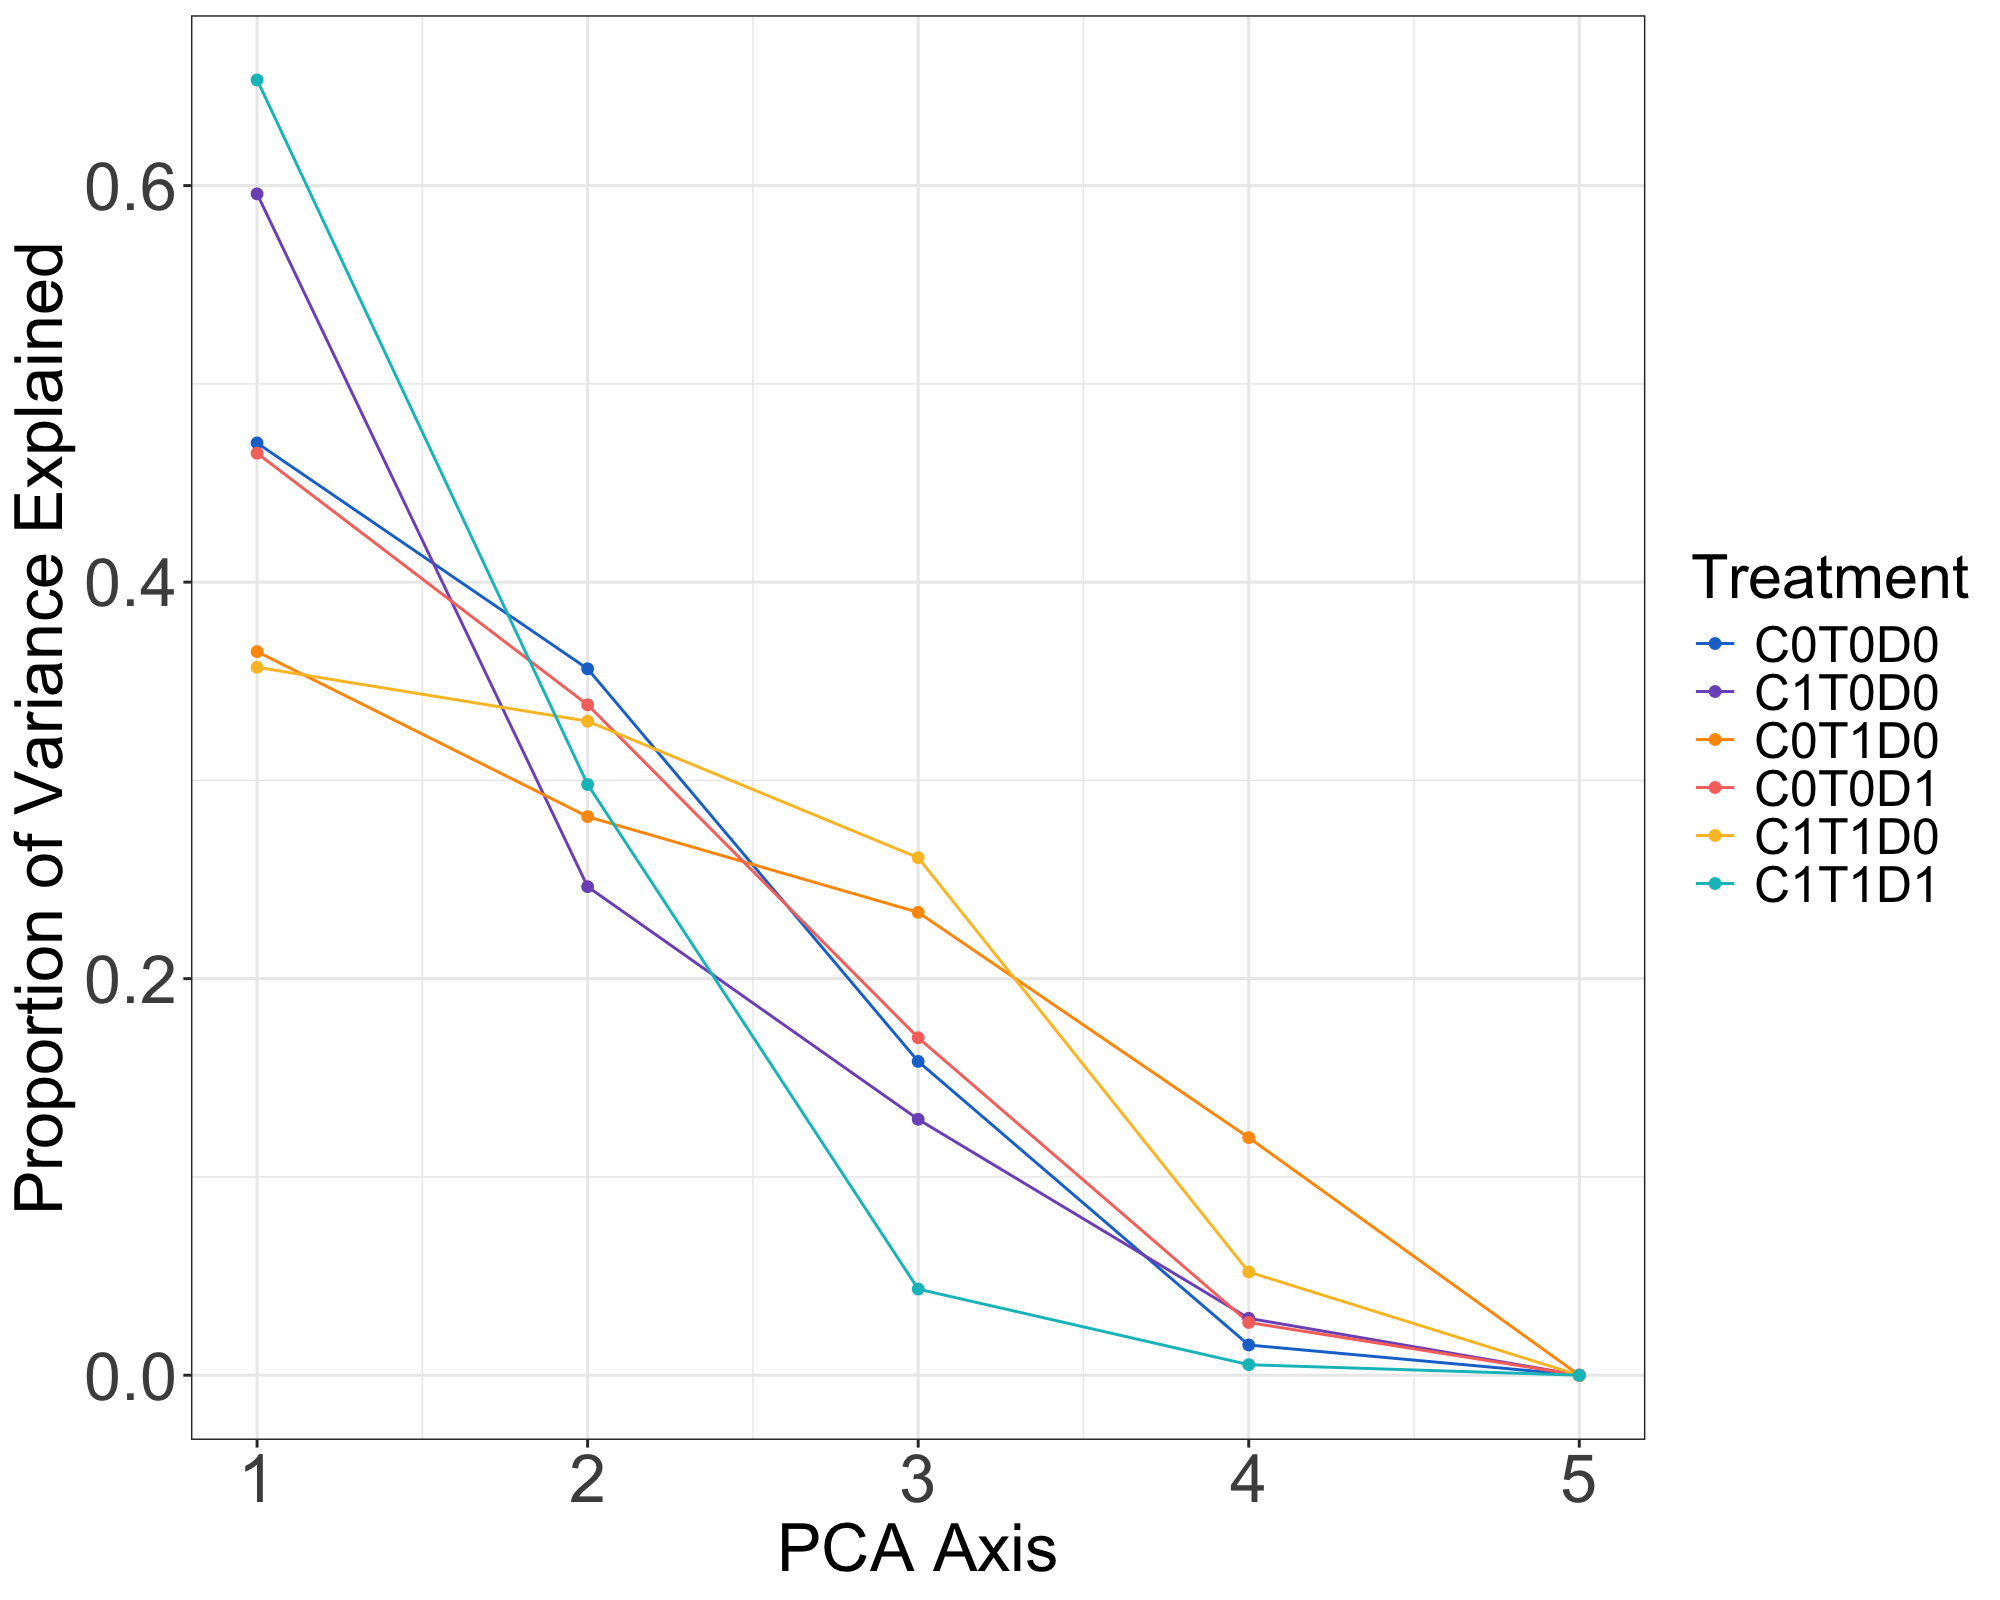 Proportion of Variance Explained
0.6
0.4
0.2
0.0
1 2 3 4 5
PCA Axis
Treatment
C0T0D0
C1T0D0
C0T1D0
C0T0D1
C1T1D0
C1T1D1